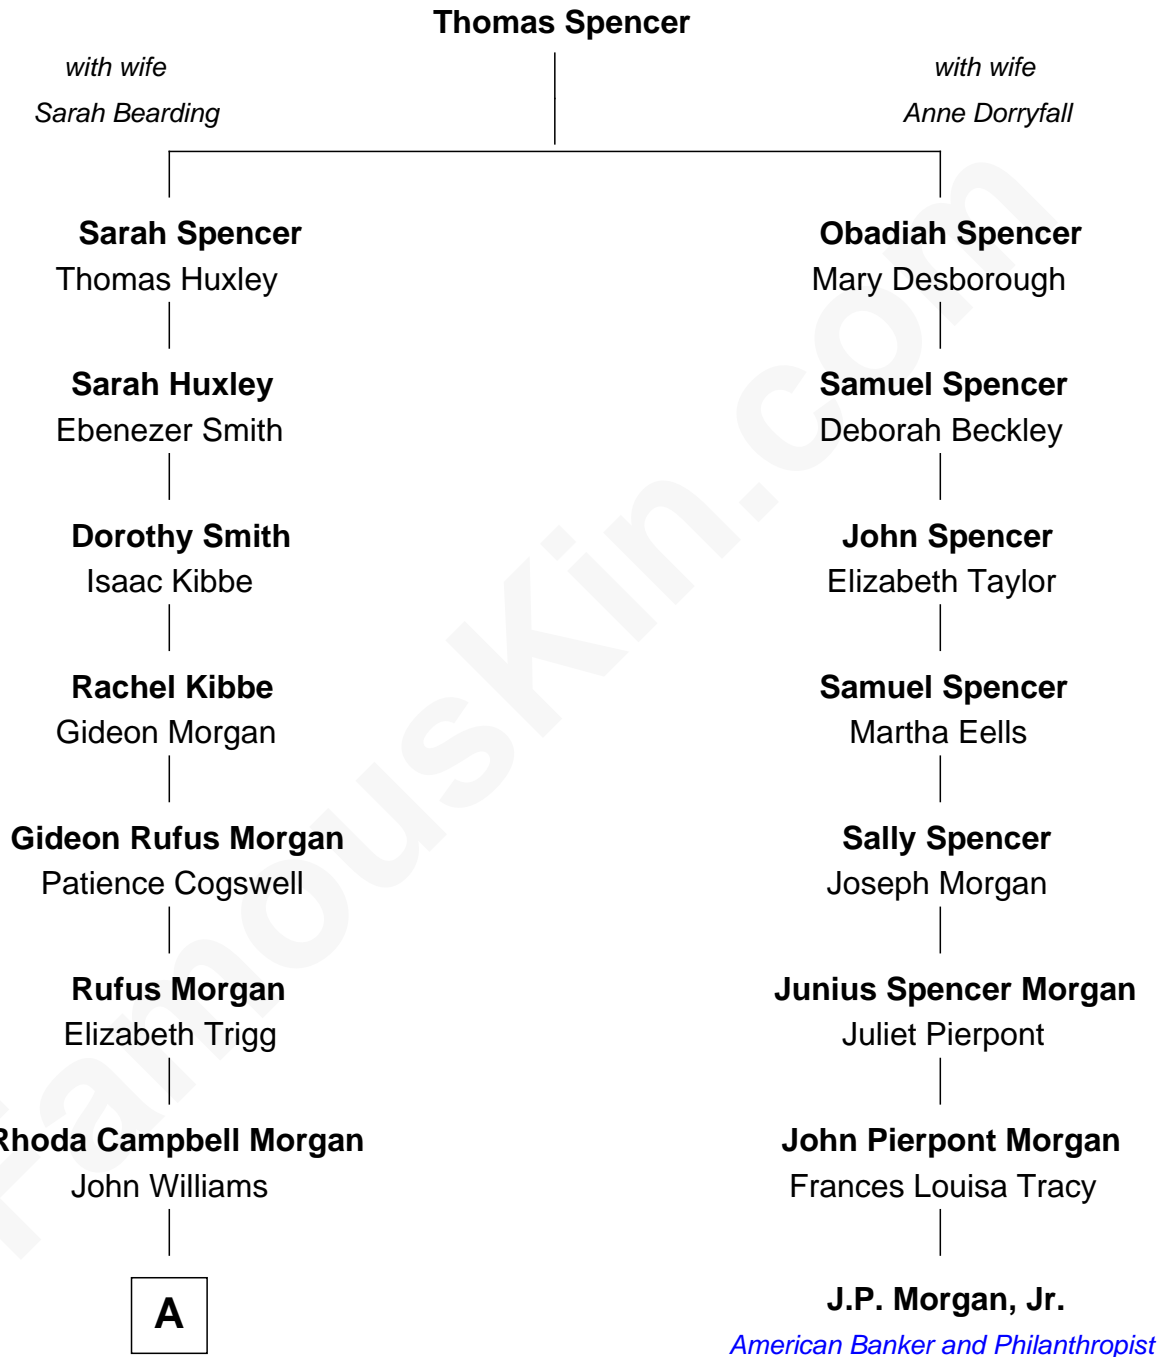 Thomas Spencer
with wife
Sarah Bearding
with wife
Anne Dorryfall
Sarah Spencer
Thomas Huxley
Obadiah Spencer
Mary Desborough
Sarah Huxley
Ebenezer Smith
Samuel Spencer
Deborah Beckley
Dorothy Smith
Isaac Kibbe
John Spencer
Elizabeth Taylor
Rachel Kibbe
Gideon Morgan
Samuel Spencer
Martha Eells
Gideon Rufus Morgan
Patience Cogswell
Sally Spencer
Joseph Morgan
Rufus Morgan
Elizabeth Trigg
Junius Spencer Morgan
Juliet Pierpont
Rhoda Campbell Morgan
John Williams
John Pierpont Morgan
Frances Louisa Tracy
A
J.P. Morgan, Jr.
American Banker and Philanthropist
FamousKin.com